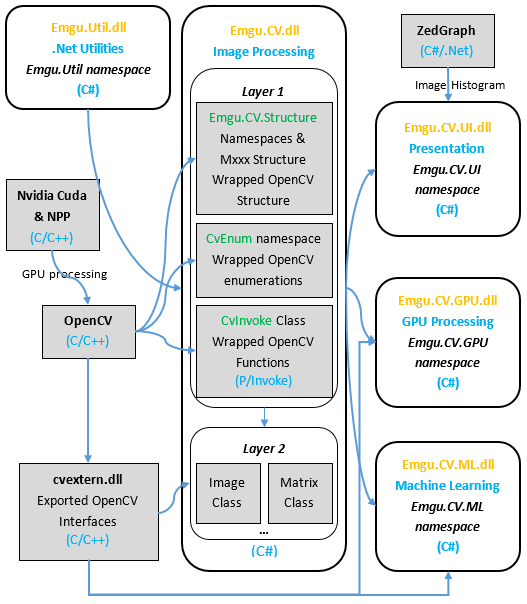 Emgu.Util.dll
.Net Utilities
Emgu.Util namespace
(C#)
Nvidia Cuda
& NPP
(C/C++)
GPU processing
OpenCV
(C/C++)
cvextern.dll
Exported OpenCV
Interfaces
(C/C++)
Emgu.CV.dll
Image Processing
Layer 1
Emgu.CV.Structure
Namespaces &
Mxxx Structure
Wrapped OpenCV
Structure
CvEnum namespace
Wrapped OpenCV
enumerations
CvInvoke Class
Wrapped OpenCV
Functions
(P/Invoke)
Layer 2
Image
Class
Matrix
Class
...
(C#)
ZedGraph
(C#/.Net)
Image Histogram
Emgu.CV.UI.dll
Presentation
Emgu.CV.UI
namespace
(C#)
Emgu.CV.GPU.dll
GPU Processing
Emgu.CV.GPU
namespace
(C#)
Emgu.CV.ML.dll
Machine Learning
Emgu.CV.ML
namespace
(C#)